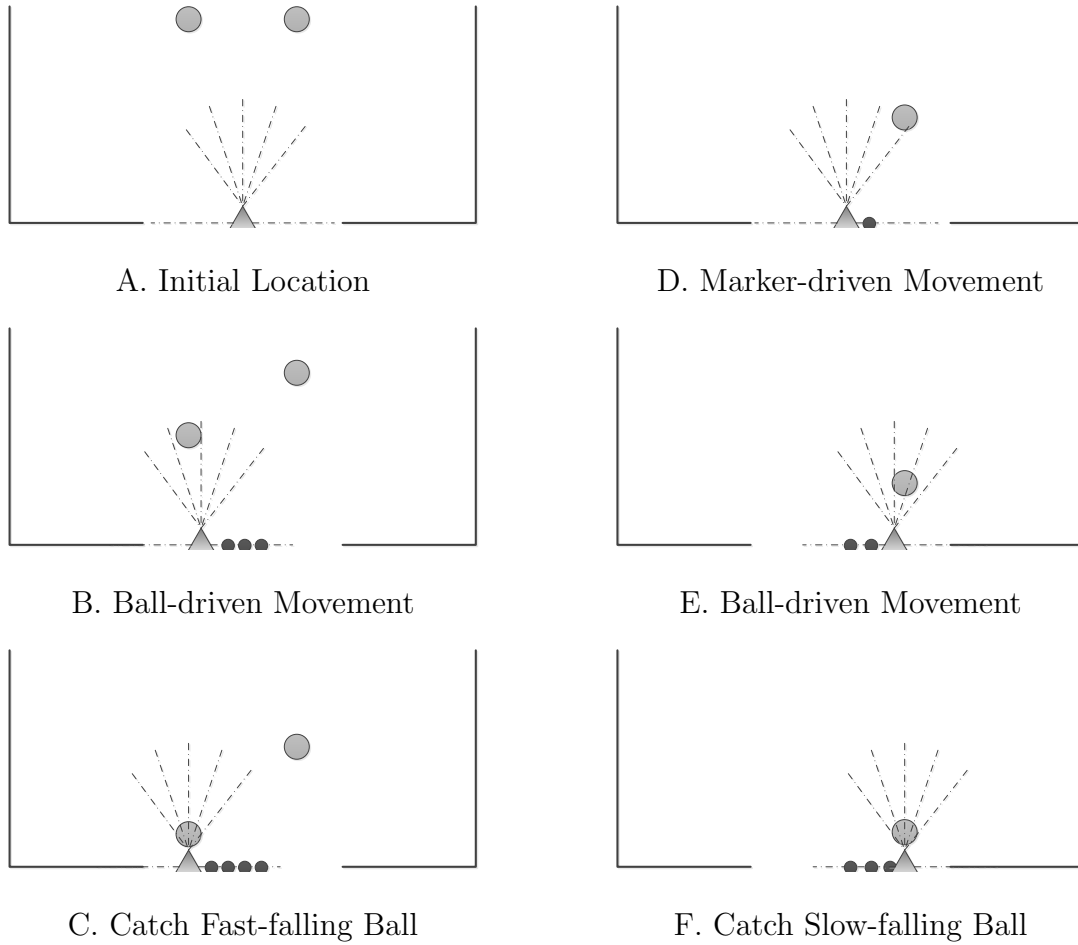 A. Initial Location
D. Marker-driven Movement
B. Ball-driven Movement
E. Ball-driven Movement
C. Catch Fast-falling Ball
F. Catch Slow-falling Ball